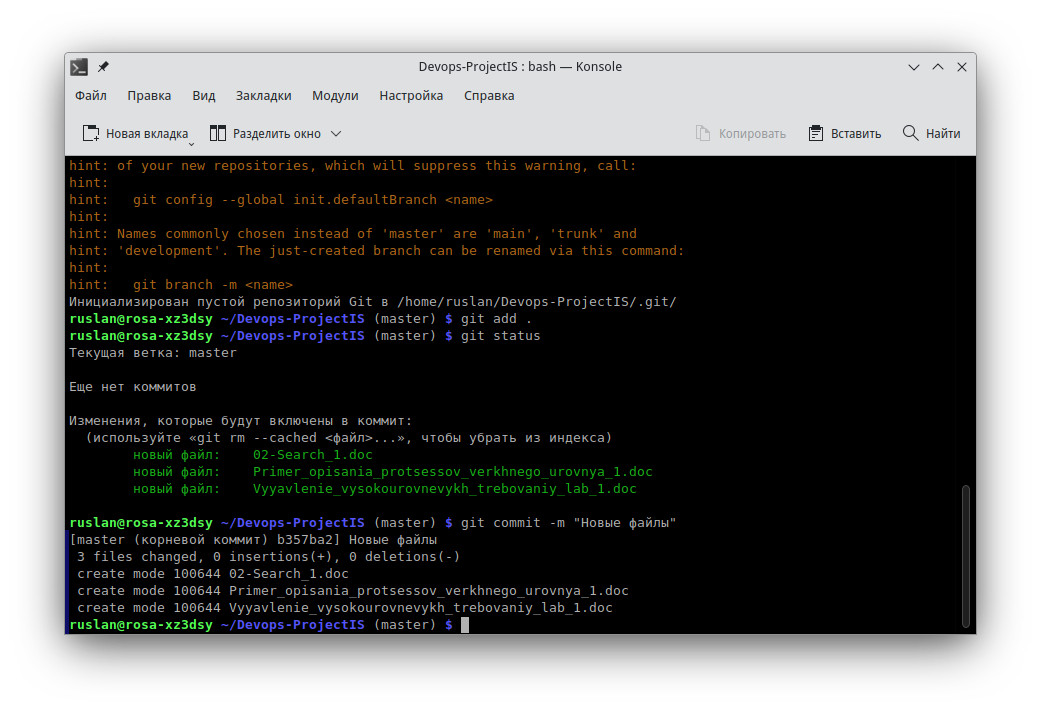 Devops-ProjectIS : bash — Konsole
Файл Правка Вид Закладки Модули Настройка Справка
Новая вкладка Разделить окно Копировать Вставить Найти
hint: of your new repositories, which will suppress this warning, call:
hint:
hint:   git config --global init.defaultBranch <name>
hint:
hint: Names commonly chosen instead of 'master' are 'main', 'trunk' and
hint: 'development'. The just-created branch can be renamed via this command:
hint:
hint:   git branch -m <name>
Инициализирован пустой репозиторий Git в /home/ruslan/Devops-ProjectIS/.git/
ruslan@rosa-xz3dsy ~/Devops-ProjectIS (master) $ git add .
ruslan@rosa-xz3dsy ~/Devops-ProjectIS (master) $ git status
Текущая ветка: master
Еще нет коммитов
Изменения, которые будут включены в коммит:
  (используйте «git rm --cached <файл>...», чтобы убрать из индекса)
        новый файл:    02-Search_1.doc
        новый файл:    Primer_opisania_protsessov_verkhnego_urovnya_1.doc
        новый файл:    Vyyavlenie_vysokourovnevykh_trebovaniy_lab_1.doc
ruslan@rosa-xz3dsy ~/Devops-ProjectIS (master) $ git commit -m "Новые файлы"
[master (корневой коммит) b357ba2] Новые файлы
 3 files changed, 0 insertions(+), 0 deletions(-)
 create mode 100644 02-Search_1.doc
 create mode 100644 Primer_opisania_protsessov_verkhnego_urovnya_1.doc
 create mode 100644 Vyyavlenie_vysokourovnevykh_trebovaniy_lab_1.doc
ruslan@rosa-xz3dsy ~/Devops-ProjectIS (master) $